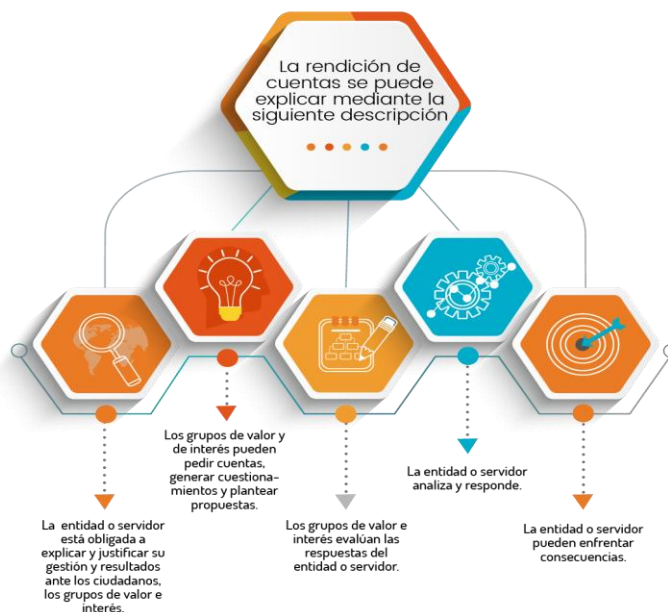 La rendición de
cuentas se puede
explicar mediante la
siguiente descripción
La entidad o servidor
está obligada a
explicar y justificar su
gestión y resultados
ante los ciudadanos,
los grupos de valor e
interés.
Los grupos de valor y
de interés pueden
pedir cuentas,
generar cuestiona-
mientos y plantear
propuestas.
Los grupos de valor e
interés evalúan las
respuestas del
entidad o servidor.
La entidad o servidor
analiza y responde.
La entidad o servidor
pueden enfrentar
consecuencias.